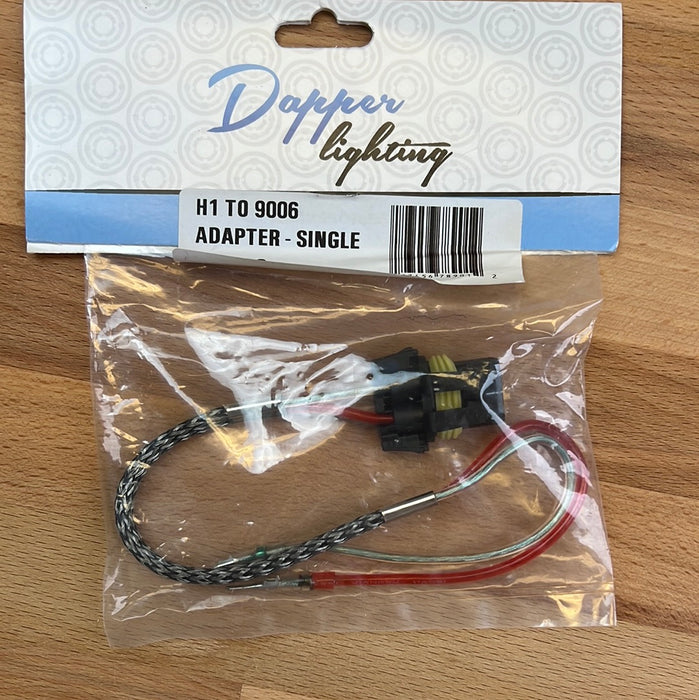 Dapper
lighting
H1 TO 9006
ADAPTER - SINGLE